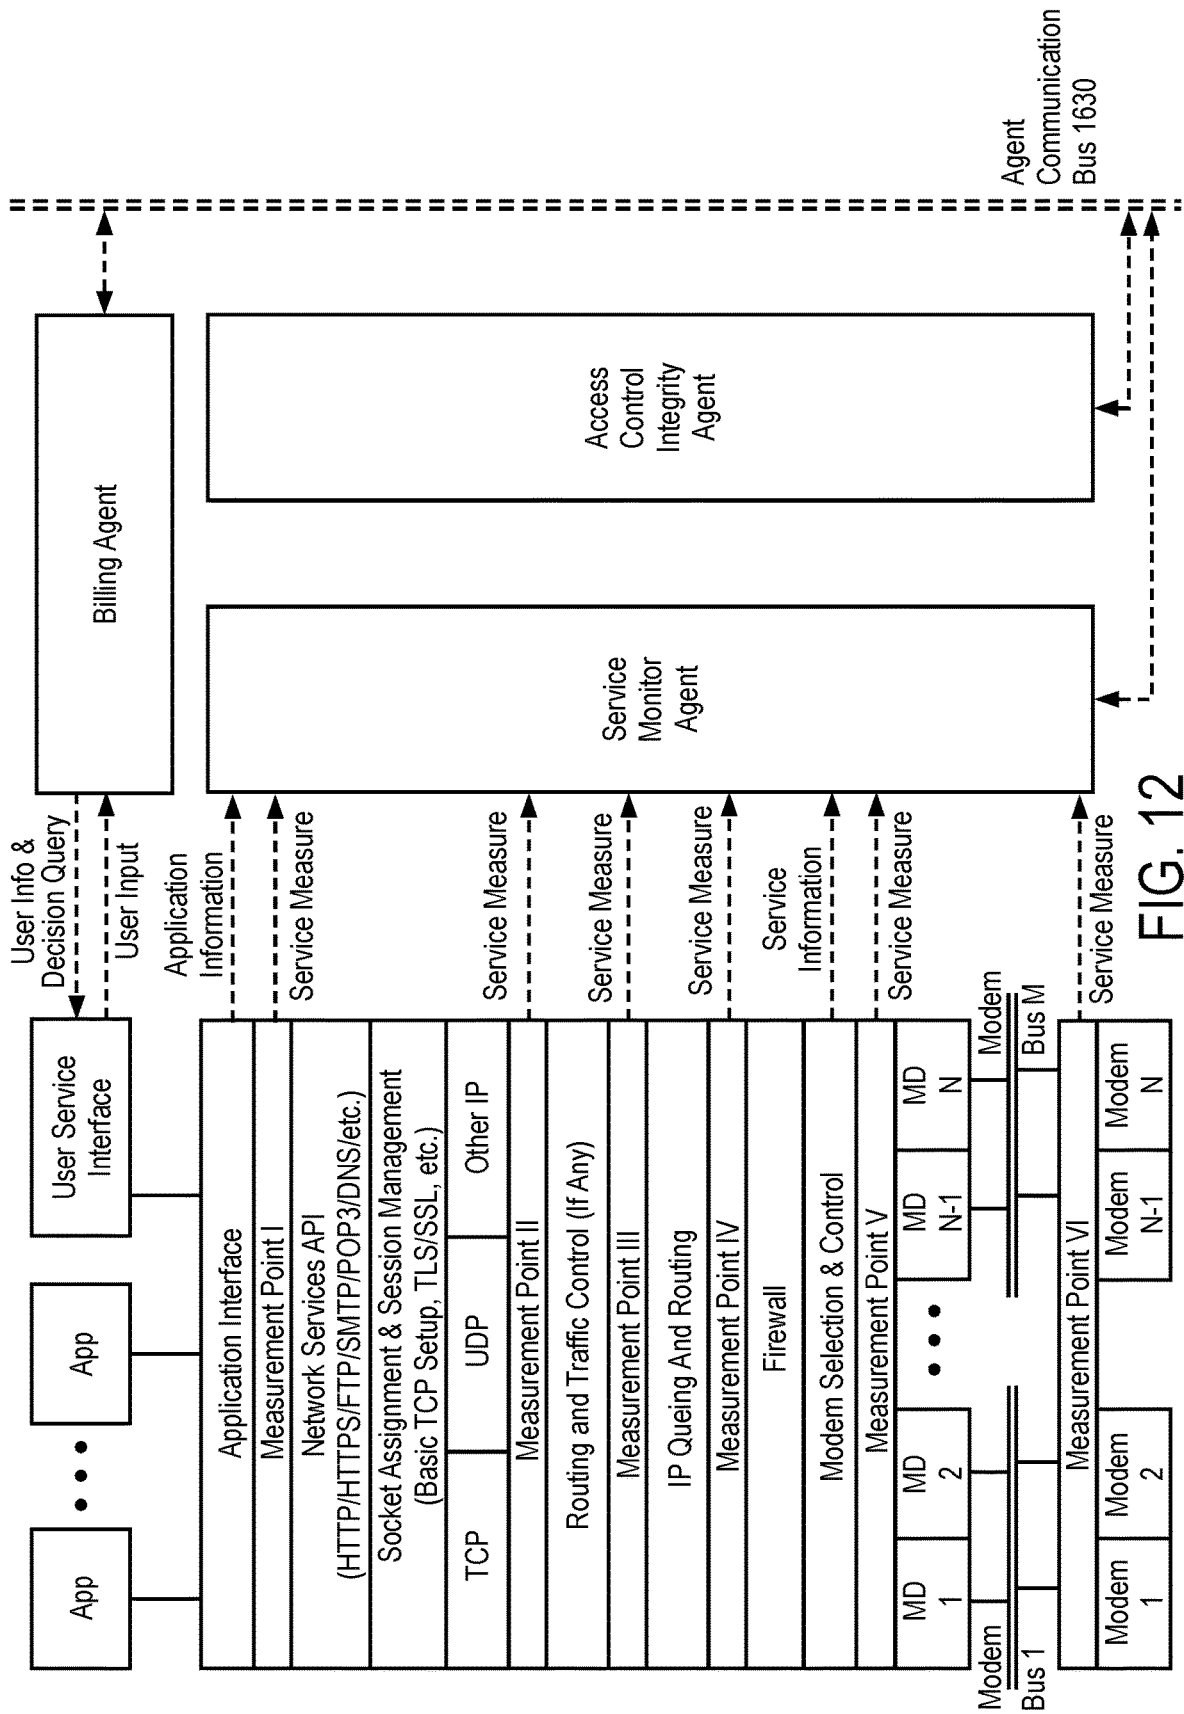 App
App
User Service
Interface
User Info &
Decision Query
User Input
Billing Agent
Application
Information
Service Measure
Service Measure
Service Measure
Service Measure
Service
Information
Service Measure
Service Measure
Application Interface
Measurement Point I
Network Services API
(HTTP/HTTPS/FTP/SMTP/POP3/DNS/etc.)
Socket Assignment & Session Management
(Basic TCP Setup, TLS/SSL, etc.)
TCP
UDP
Other IP
Measurement Point II
Routing and Traffic Control (If Any)
Measurement Point III
IP Queing And Routing
Measurement Point IV
Firewall
Modem Selection & Control
Measurement Point V
MD
1
MD
2
MD
N-1
MD
N
Modem
Bus 1
Modem
Bus M
Measurement Point VI
Modem
1
Modem
2
Modem
N-1
Modem
N
Service
Monitor
Agent
Access
Control
Integrity
Agent
Agent
Communication
Bus 1630
FIG. 12